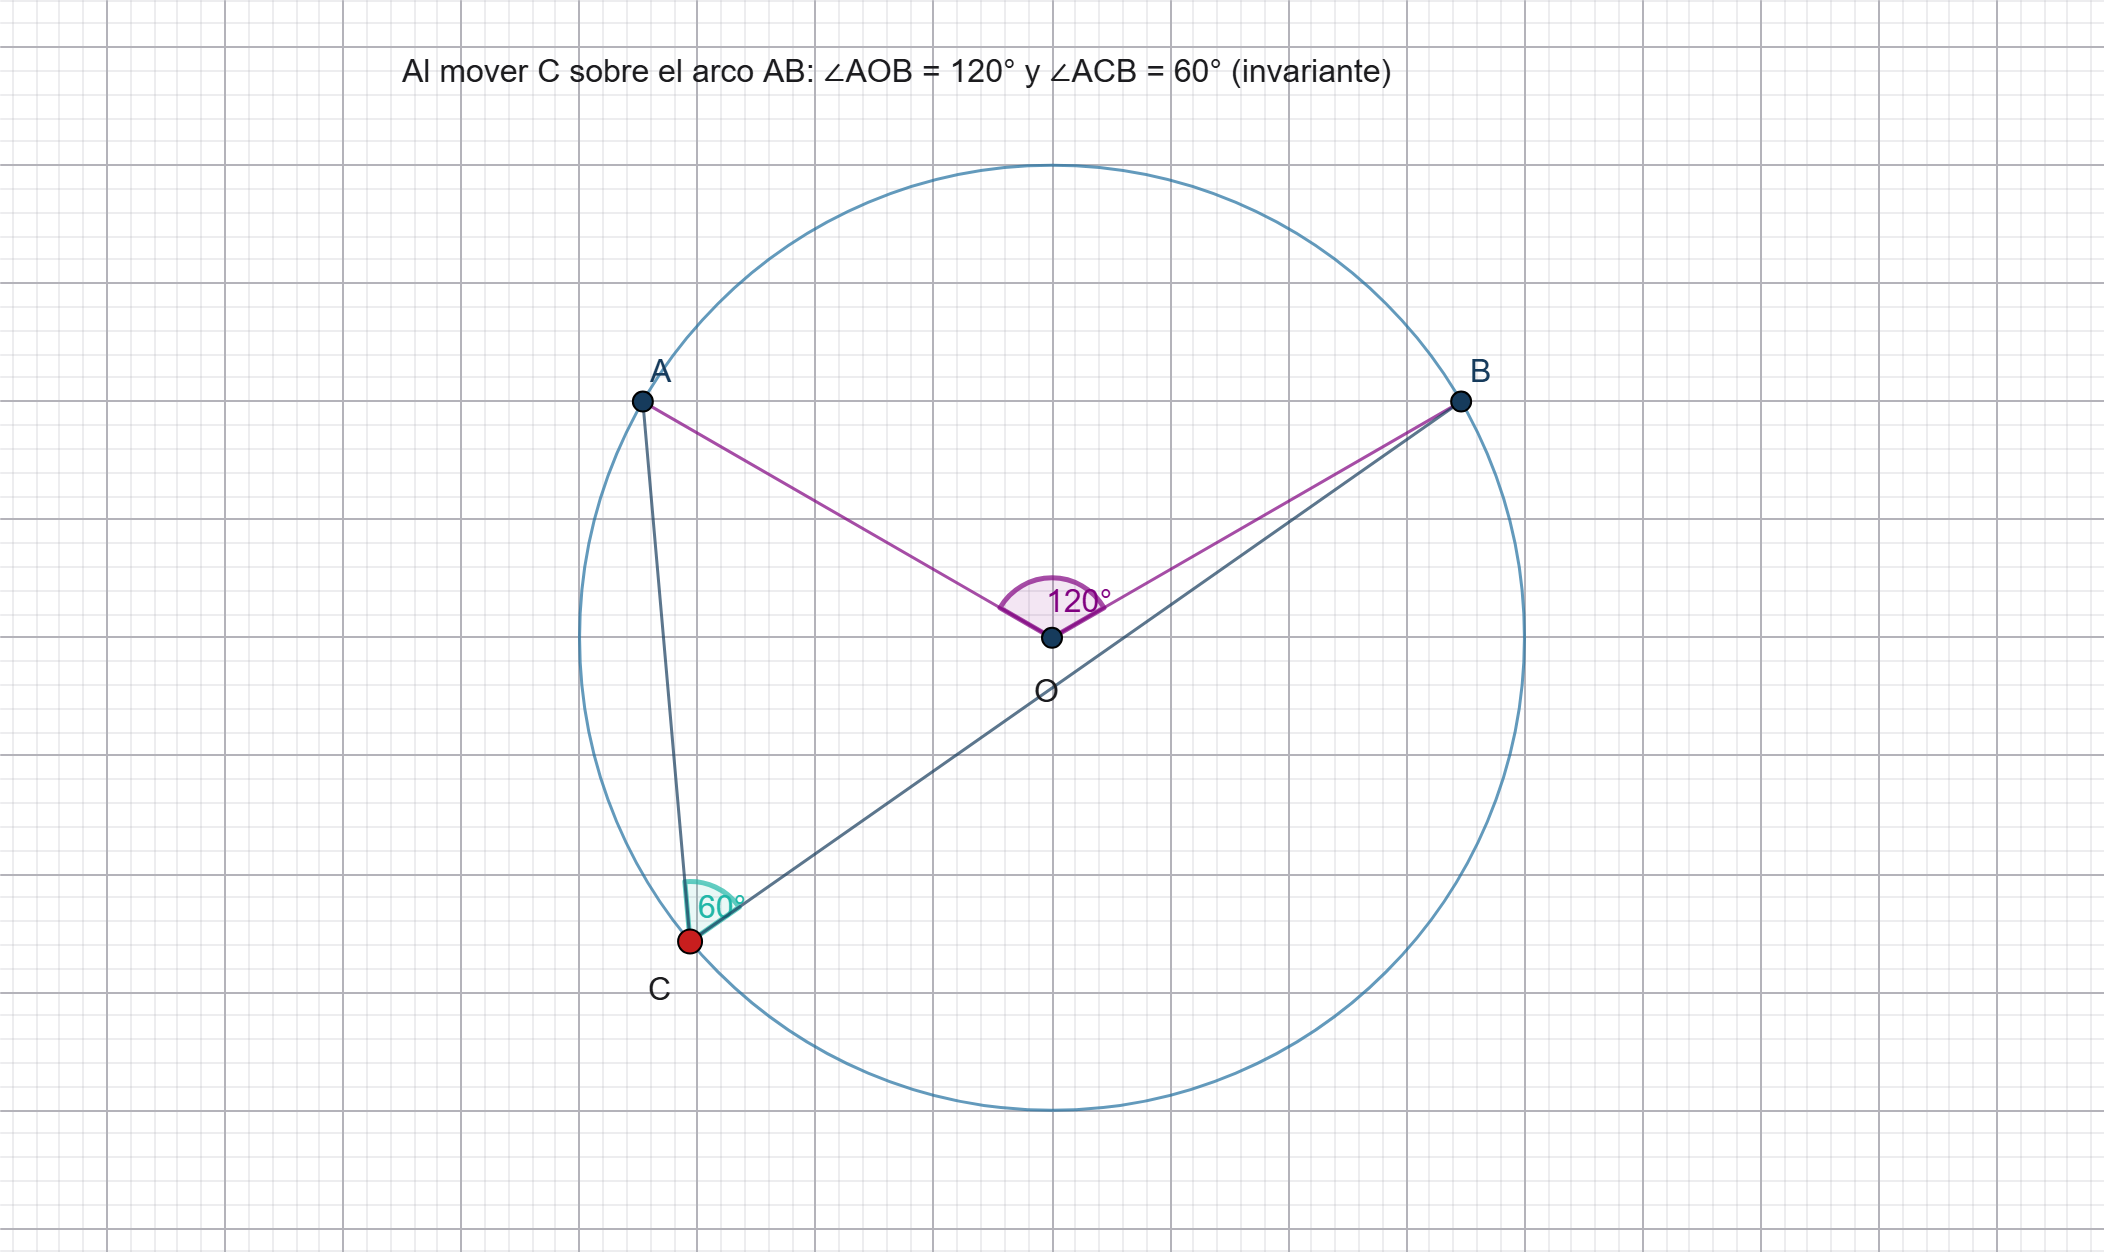 Al mover C sobre el arco AB: ∠AOB = 120° y ∠ACB = 60° (invariante)
A
B
120°
O
60°
C